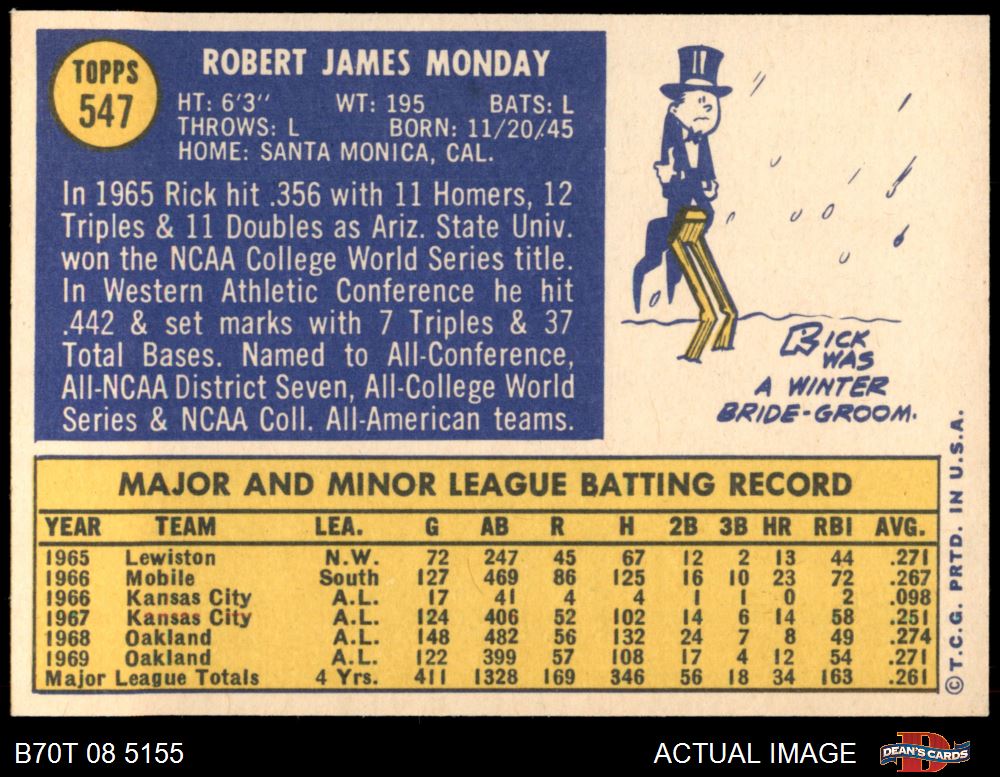 TOPPS
547
ROBERT JAMES MONDAY
HT: 6'3" WT: 195 BATS: L
THROWS: L BORN: 11/20/45
HOME: SANTA MONICA, CAL.
In 1965 Rick hit .356 with 11 Homers, 12
Triples & 11 Doubles as Ariz. State Univ.
won the NCAA College World Series title.
In Western Athletic Conference he hit
.442 & set marks with 7 Triples & 37
Total Bases. Named to All-Conference,
All-NCAA District Seven, All-College World
Series & NCAA Coll. All-American teams.
RICK
WAS
A WINTER
BRIDE-GROOM.
MAJOR AND MINOR LEAGUE BATTING RECORD
YEAR TEAM LEA. G AB R H 2B 3B HR RBI AVG.
1965 Lewiston N.W. 72 247 45 67 12 2 13 44 .271
1966 Mobile South 127 469 86 125 16 10 23 72 .267
1966 Kansas City A.L. 17 41 4 4 1 1 0 2 .098
1967 Kansas City A.L. 124 406 52 102 14 6 14 58 .251
1968 Oakland A.L. 148 482 56 132 24 7 8 49 .274
1969 Oakland A.L. 122 399 57 108 17 4 12 54 .271
Major League Totals 4 Yrs. 411 1328 169 346 56 18 34 163 .261
©T.C.G. PRTD. IN U.S.A.
B70T 08 5155
ACTUAL IMAGE
DEAN'S CARDS